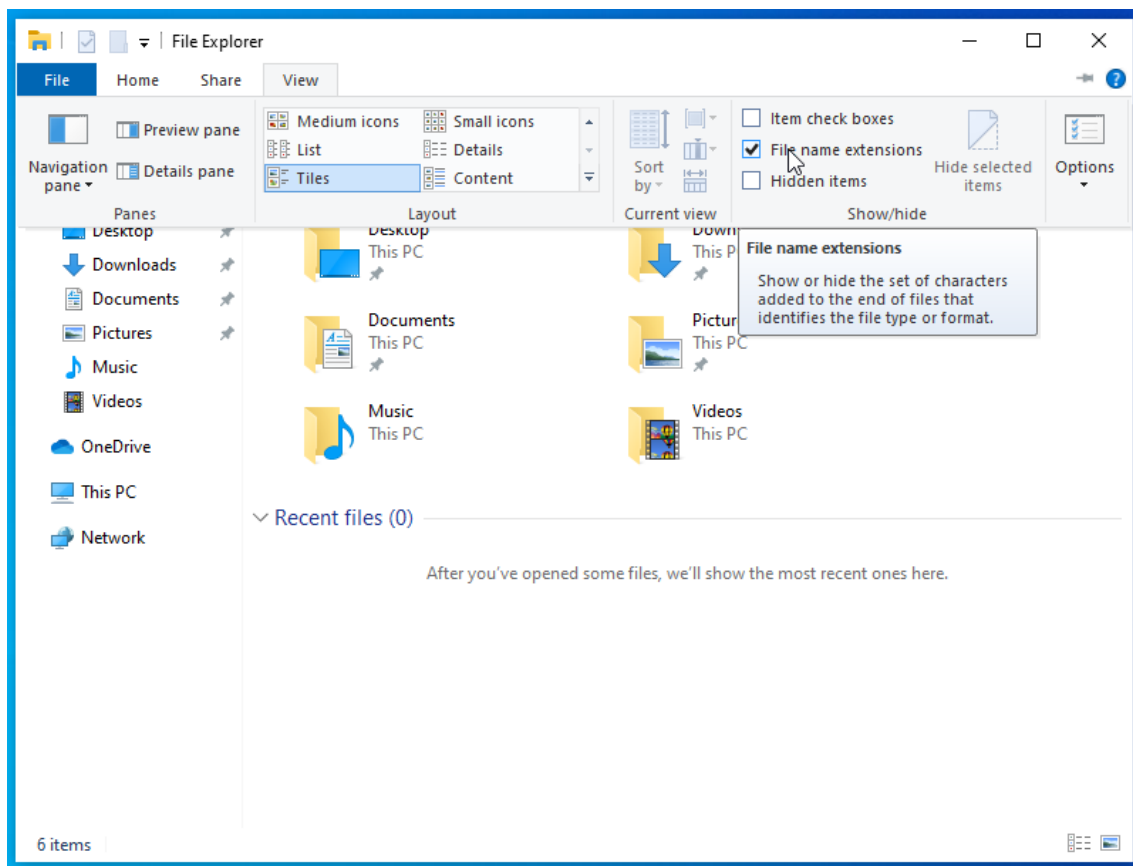 File Explorer
File Home Share View
Preview pane
Details pane
Navigation
pane
Panes
Medium icons Small icons
List Details
Tiles Content
Layout
Sort
by
Current view
Item check boxes
File name extensions
Hidden items
Hide selected
items
Show/hide
Options
Desktop
Downloads
Documents
Pictures
Music
Videos
OneDrive
This PC
Network
Desktop
This PC
Down
This P
Documents
This PC
Pictur
This PC
Music
This PC
Videos
This PC
File name extensions
Show or hide the set of characters
added to the end of files that
identifies the file type or format.
Recent files (0)
After you've opened some files, we'll show the most recent ones here.
6 items